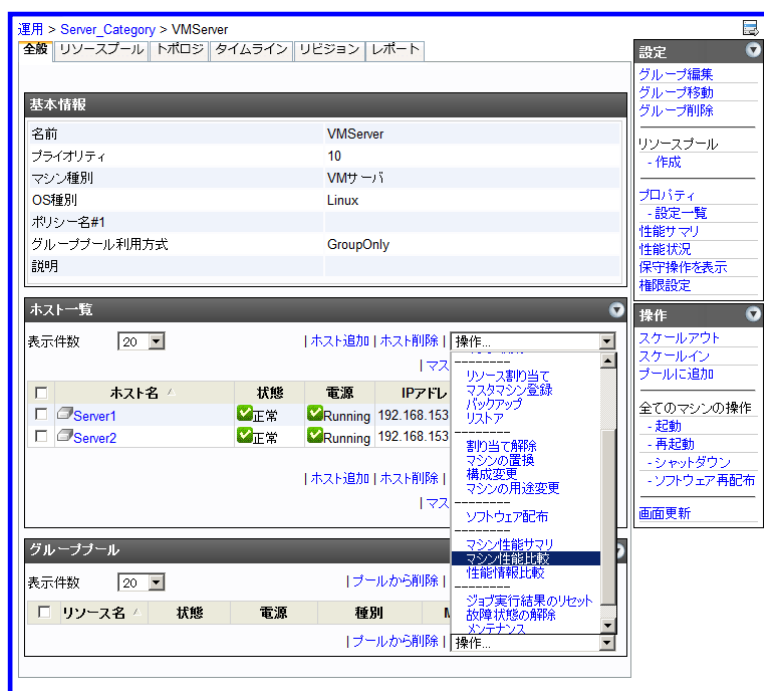 運用 > Server_Category > VMServer
全般 リソースプール トポロジ タイムライン リビジョン レポート
基本情報
名前 VMServer
プライオリティ 10
マシン種別 VMサーバ
OS種別 Linux
ポリシー名#1
グループプール利用方式 GroupOnly
説明
ホスト一覧
表示件数 20 | ホスト追加 | ホスト削除 | 操作...
| マス
ホスト名 状態 電源 IPアドレ
Server1 正常 Running 192.168.153
Server2 正常 Running 192.168.153
| ホスト追加 | ホスト削除 |
| マス
--------
リソース割り当て
マスタマシン登録
バックアップ
リストア
--------
割り当て解除
マシンの置換
構成変更
マシンの用途変更
--------
ソフトウェア配布
--------
マシン性能サマリ
マシン性能比較
性能情報比較
--------
ジョブ実行結果のリセット
故障状態の解除
メンテナンス
グループプール
表示件数 20 | プールから削除 |
リソース名 状態 電源 種別
| プールから削除 | 操作...
設定
グループ編集
グループ移動
グループ削除
リソースプール
- 作成
プロパティ
- 設定一覧
性能サマリ
性能状況
保守操作を表示
権限設定
操作
スケールアウト
スケールイン
プールに追加
全てのマシンの操作
- 起動
- 再起動
- シャットダウン
- ソフトウェア再配布
画面更新